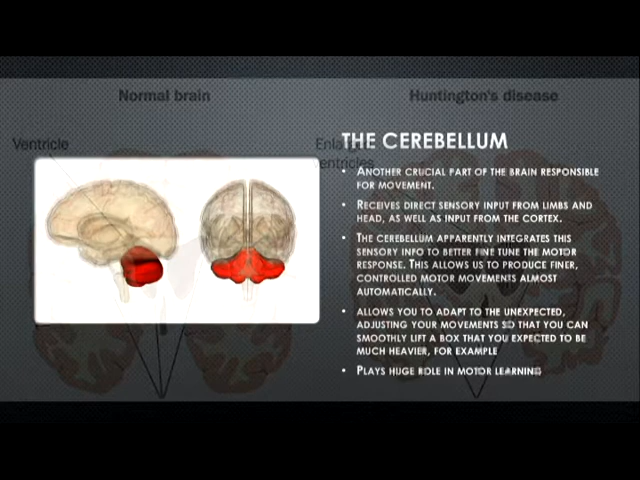 Normal brain
Huntington's disease
Ventricle
ventricles
THE CEREBELLUM
• ANOTHER CRUCIAL PART OF THE BRAIN RESPONSIBLE
FOR MOVEMENT.
• RECEIVES DIRECT SENSORY INPUT FROM LIMBS AND
HEAD, AS WELL AS INPUT FROM THE CORTEX.
• THE CEREBELLUM APPARENTLY INTEGRATES THIS
SENSORY INFO TO BETTER FINE TUNE THE MOTOR
RESPONSE. THIS ALLOWS US TO PRODUCE FINER,
CONTROLLED MOTOR MOVEMENTS ALMOST
AUTOMATICALLY.
• ALLOWS YOU TO ADAPT TO THE UNEXPECTED,
ADJUSTING YOUR MOVEMENTS SO THAT YOU CAN
SMOOTHLY LIFT A BOX THAT YOU EXPECTED TO BE
MUCH HEAVIER, FOR EXAMPLE
• PLAYS HUGE ROLE IN MOTOR LEARNING